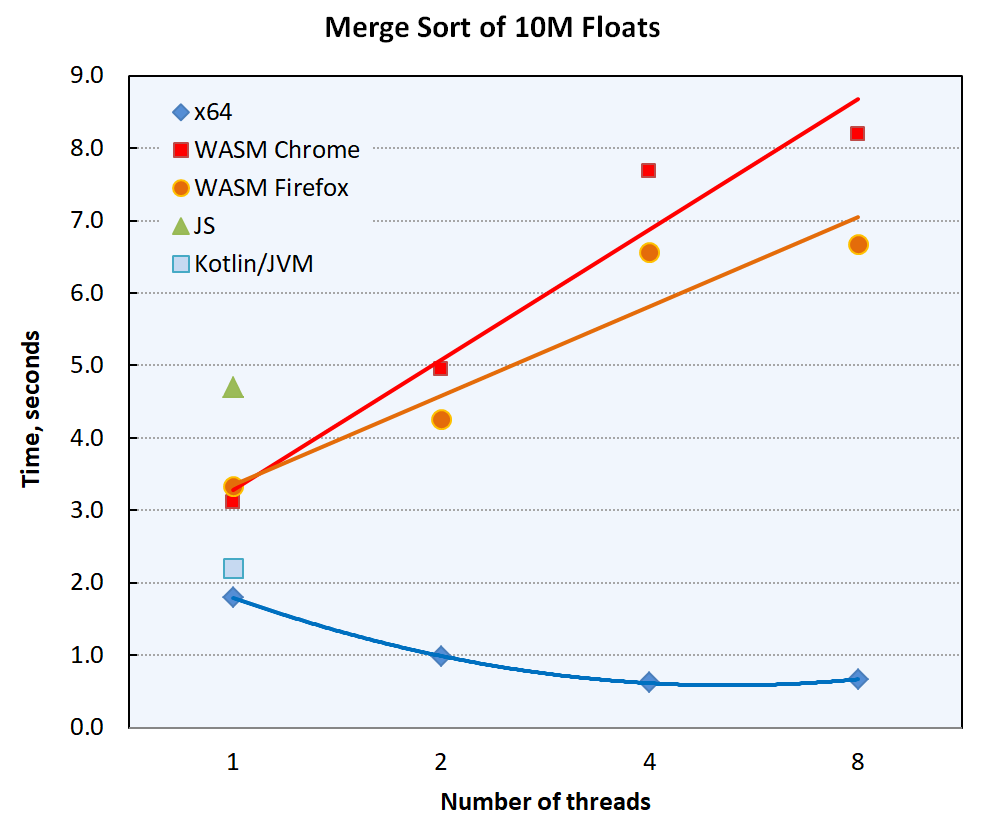 Merge Sort of 10M Floats
9.0
8.0
7.0
6.0
5.0
4.0
3.0
2.0
1.0
0.0
Time, seconds
x64
WASM Chrome
WASM Firefox
JS
Kotlin/JVM
1 2 4 8
Number of threads